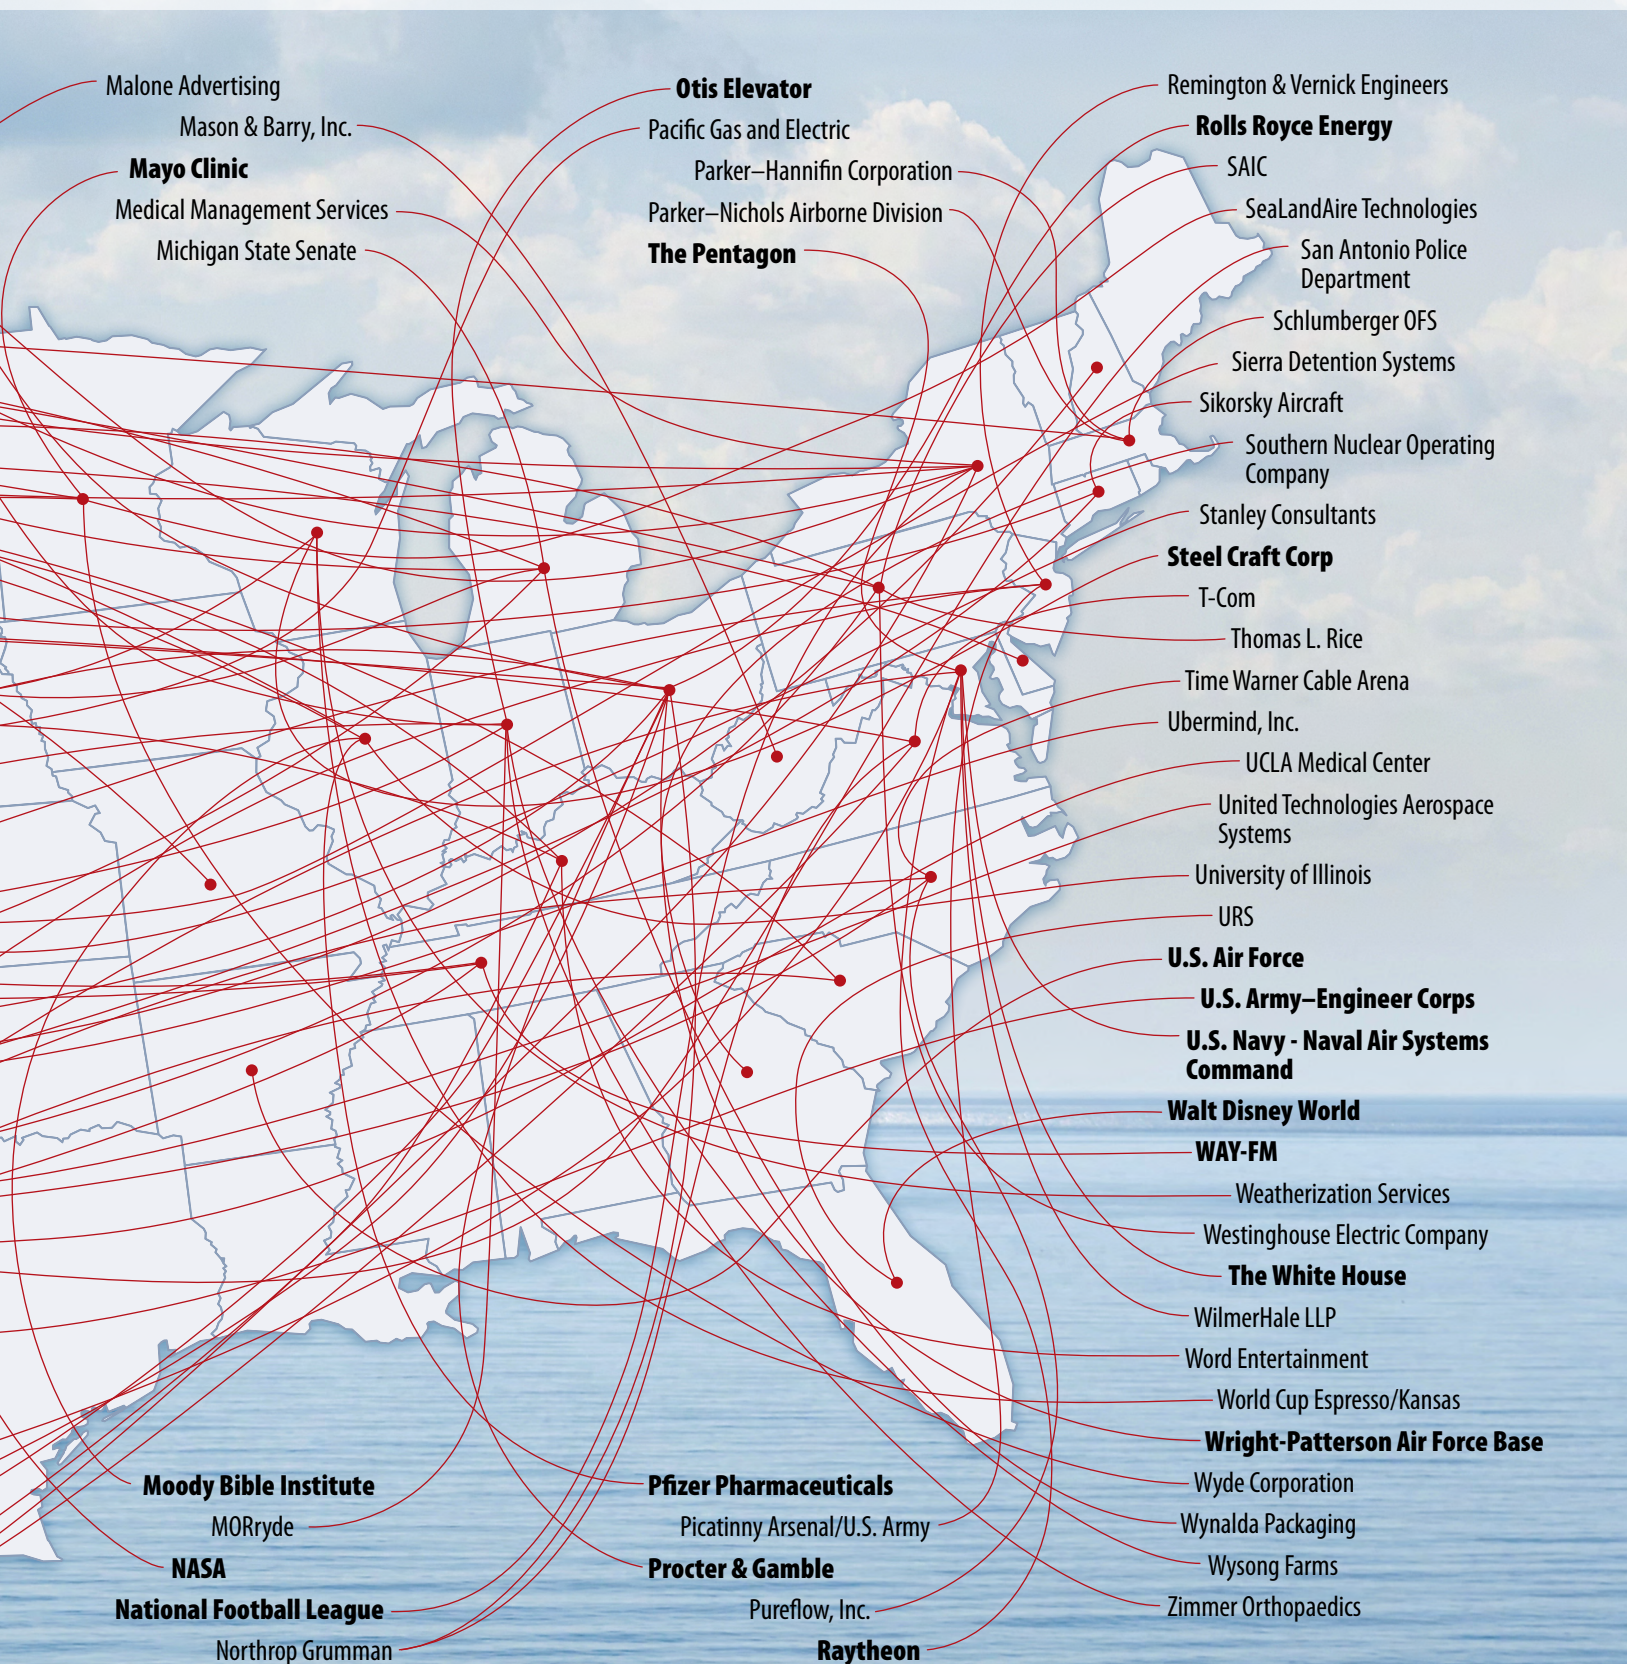 Malone Advertising
Mason & Barry, Inc.
Mayo Clinic
Medical Management Services
Michigan State Senate
Otis Elevator
Pacific Gas and Electric
Parker–Hannifin Corporation
Parker–Nichols Airborne Division
The Pentagon
Remington & Vernick Engineers
Rolls Royce Energy
SAIC
SeaLandAire Technologies
San Antonio Police
Department
Schlumberger OFS
Sierra Detention Systems
Sikorsky Aircraft
Southern Nuclear Operating
Company
Stanley Consultants
Steel Craft Corp
T-Com
Thomas L. Rice
Time Warner Cable Arena
Ubermind, Inc.
UCLA Medical Center
United Technologies Aerospace
Systems
University of Illinois
URS
U.S. Air Force
U.S. Army–Engineer Corps
U.S. Navy - Naval Air Systems
Command
Walt Disney World
WAY-FM
Weatherization Services
Westinghouse Electric Company
The White House
WilmerHale LLP
Word Entertainment
World Cup Espresso/Kansas
Wright-Patterson Air Force Base
Wyde Corporation
Wynalda Packaging
Wysong Farms
Zimmer Orthopaedics
Moody Bible Institute
MORryde
NASA
National Football League
Northrop Grumman
Pfizer Pharmaceuticals
Picatinny Arsenal/U.S. Army
Procter & Gamble
Pureflow, Inc.
Raytheon